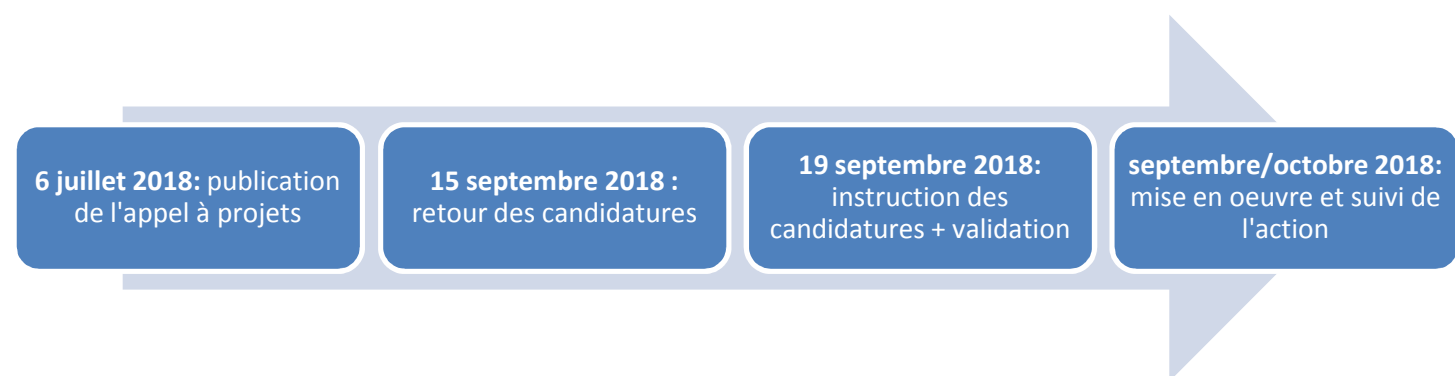 6 juillet 2018: publication
de l'appel à projets
15 septembre 2018 :
retour des candidatures
19 septembre 2018:
instruction des
candidatures + validation
septembre/octobre 2018:
mise en oeuvre et suivi de
l'action